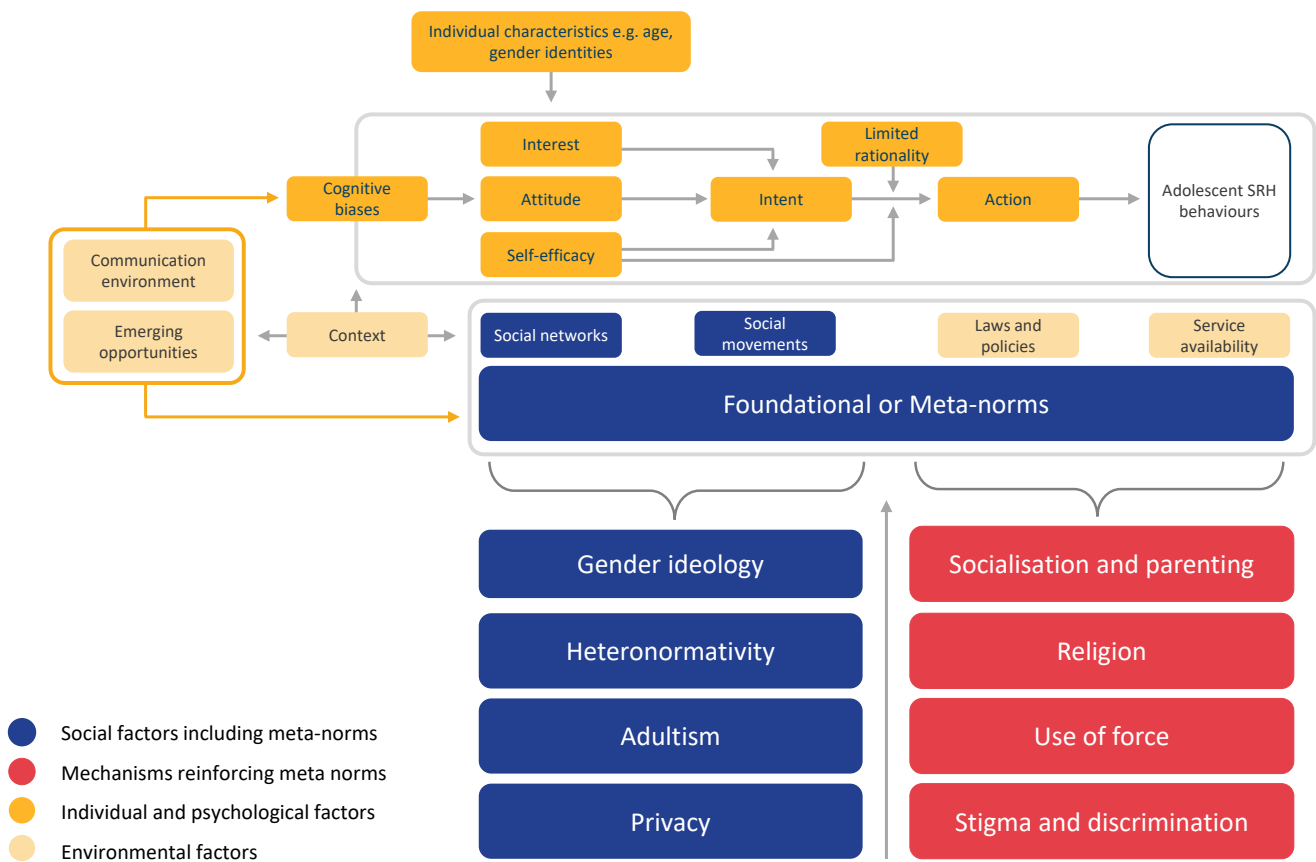 Individual characteristics e.g. age,
gender identities
Interest
Limited
rationality
Cognitive
biases
Attitude
Intent
Action
Adolescent SRH
behaviours
Self-efficacy
Communication
environment
Emerging
opportunities
Context
Social networks
Social
movements
Laws and
policies
Service
availability
Foundational or Meta-norms
Gender ideology
Socialisation and parenting
Heteronormativity
Religion
Adultism
Use of force
Privacy
Stigma and discrimination
Social factors including meta-norms
Mechanisms reinforcing meta norms
Individual and psychological factors
Environmental factors